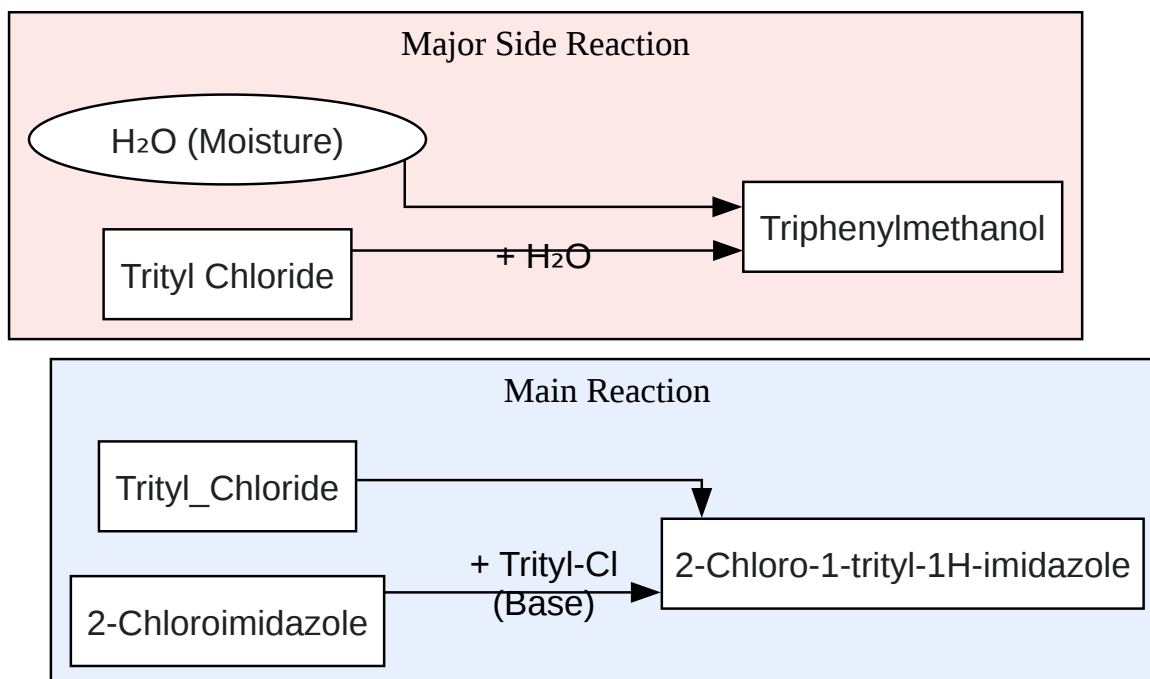 Major Side Reaction
H₂O (Moisture)
Triphenylmethanol
+ H₂O
Trityl Chloride
Main Reaction
Trityl_Chloride
+ Trityl-Cl
(Base)
2-Chloro-1-trityl-1H-imidazole
2-Chloroimidazole